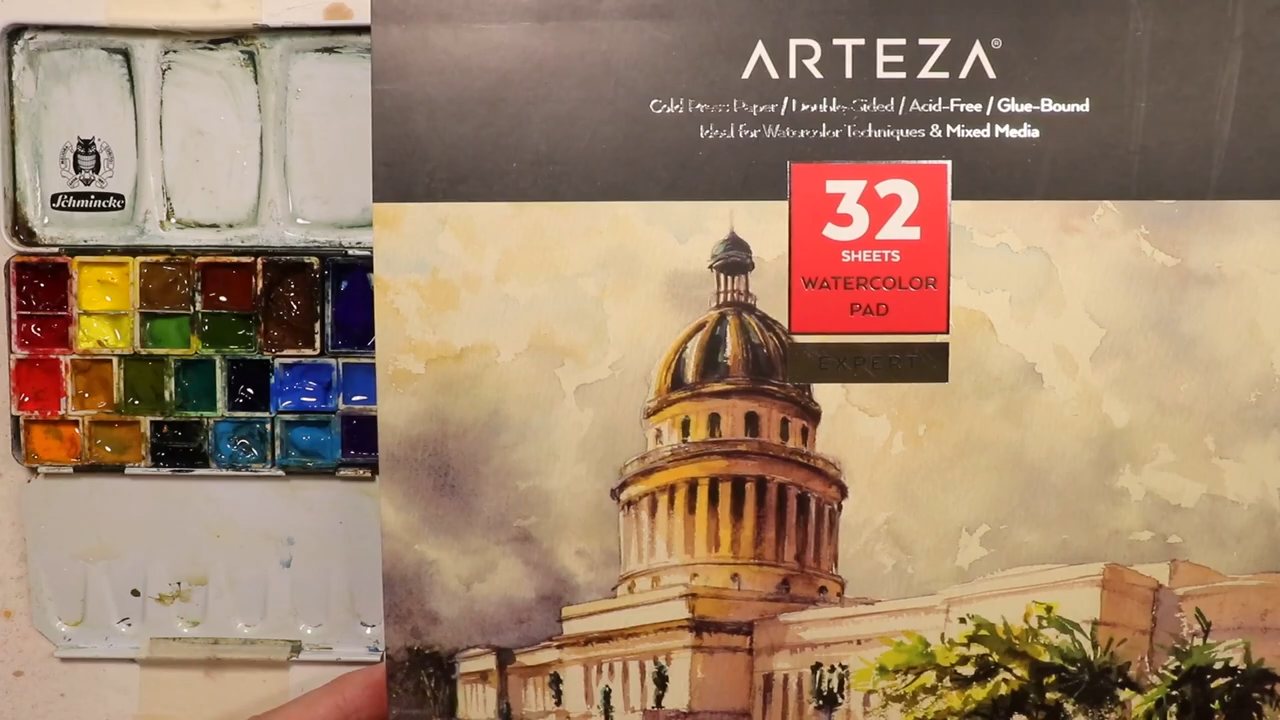 ARTEZA®
Cold Press Paper / Double-Sided / Acid-Free / Glue-Bound
Ideal for Watercolor Techniques & Mixed Media
32
SHEETS
WATERCOLOR
PAD
EXPERT
Schmincke